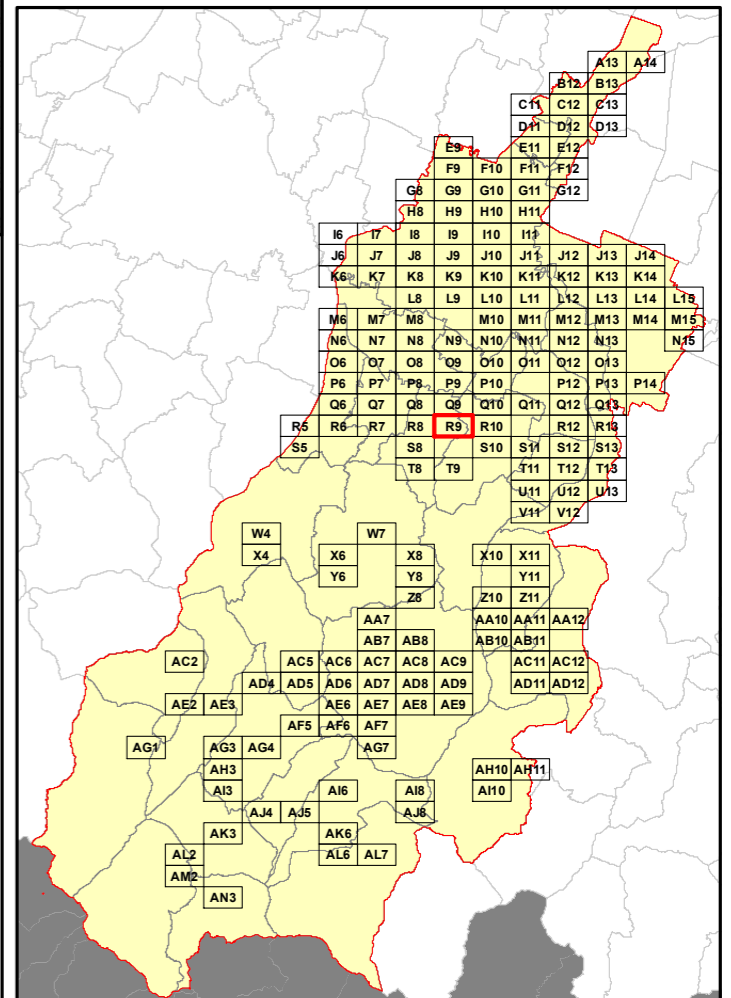 A13 A14
B12 B13
C11 C12 C13
D11 D12 D13
E9 E11 E12
F9 F10 F11 F12
G8 G9 G10 G11 G12
H8 H9 H10 H11
I6 I7 I8 I9 I10 I11
J6 J7 J8 J9 J10 J11 J12 J13 J14
K6 K7 K8 K9 K10 K11 K12 K13 K14
L8 L9 L10 L11 L12 L13 L14 L15
M6 M7 M8 M10 M11 M12 M13 M14 M15
N6 N7 N8 N9 N10 N11 N12 N13 N15
O6 O7 O8 O9 O10 O11 O12 O13
P6 P7 P8 P9 P10 P12 P13 P14
Q6 Q7 Q8 Q9 Q10 Q11 Q12 Q13
R5 R6 R7 R8 R9 R10 R12 R13
S5 S8 S10 S11 S12 S13
T8 T9 T11 T12 T13
U11 U12 U13
V11 V12
W4 W7
X4 X6 X8 X10 X11
Y6 Y8 Y11
Z8 Z10 Z11
AA7 AA10 AA11 AA12
AB7 AB8 AB10 AB11
AC2 AC5 AC6 AC7 AC8 AC9 AC11 AC12
AD4 AD5 AD6 AD7 AD8 AD9 AD11 AD12
AE2 AE3 AE6 AE7 AE8 AE9
AF5 AF6 AF7
AG1 AG3 AG4 AG7
AH3 AH10 AH11
AI3 AI6 AI8 AI10
AJ4 AJ5 AJ8
AK3 AK6
AL2 AL6 AL7
AM2
AN3